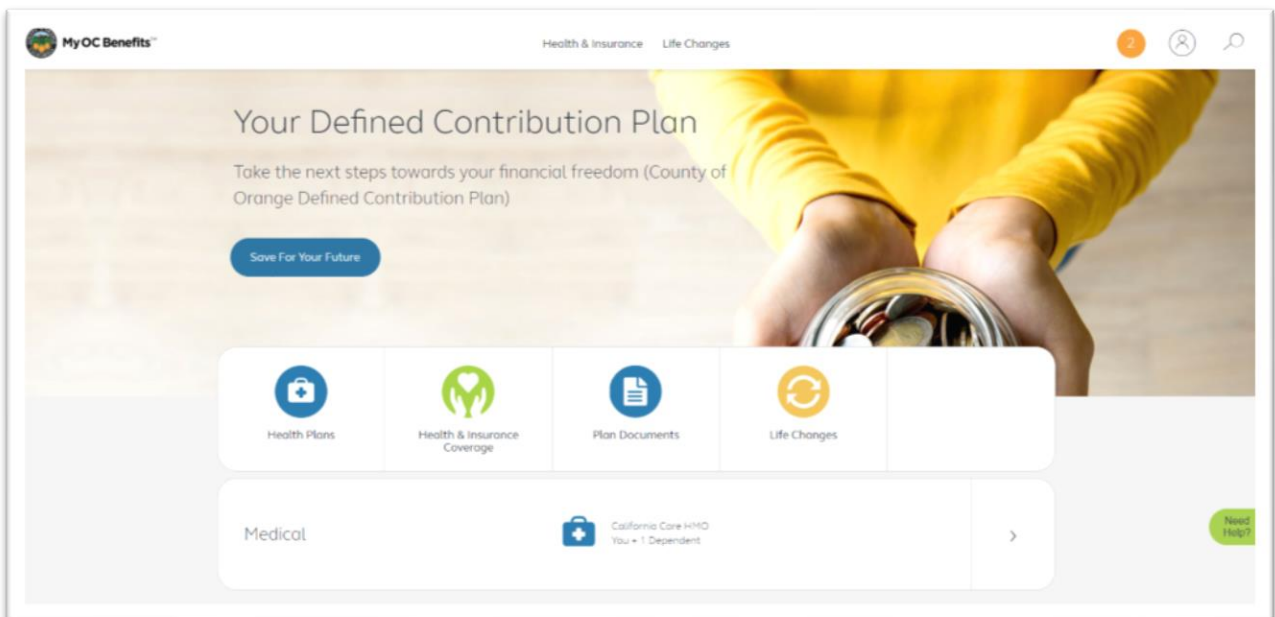 My OC Benefits™
Health & Insurance Life Changes
2
Your Defined Contribution Plan
Take the next steps towards your financial freedom (County of
Orange Defined Contribution Plan)
Save For Your Future
Health Plans
Health & Insurance
Coverage
Plan Documents
Life Changes
Medical
California Care HMO
You + 1 Dependent
Need
Help?